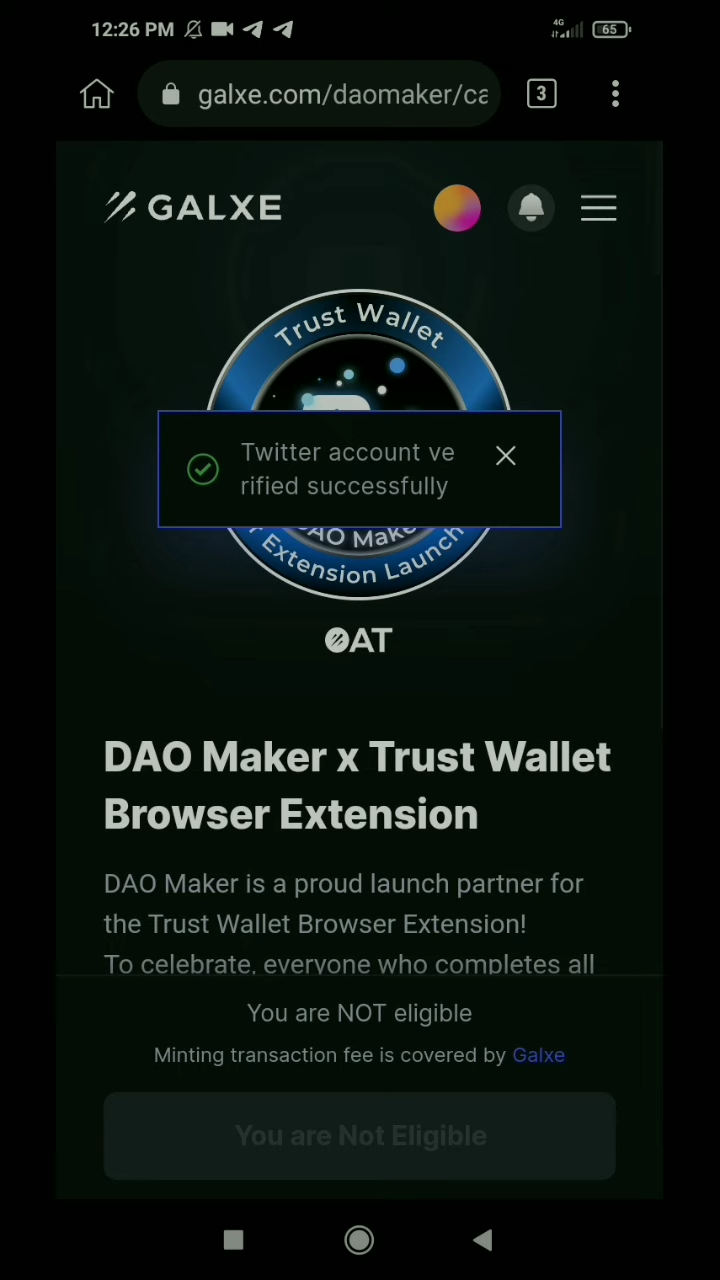 12:26 PM
4G
65
galxe.com/daomaker/ca
3
GALXE
Trust Wallet
Twitter account ve
rified successfully
DAO Make
r Extension Launch
OAT
DAO Maker x Trust Wallet
Browser Extension
DAO Maker is a proud launch partner for
the Trust Wallet Browser Extension!
To celebrate, everyone who completes all
You are NOT eligible
Minting transaction fee is covered by Galxe
You are Not Eligible